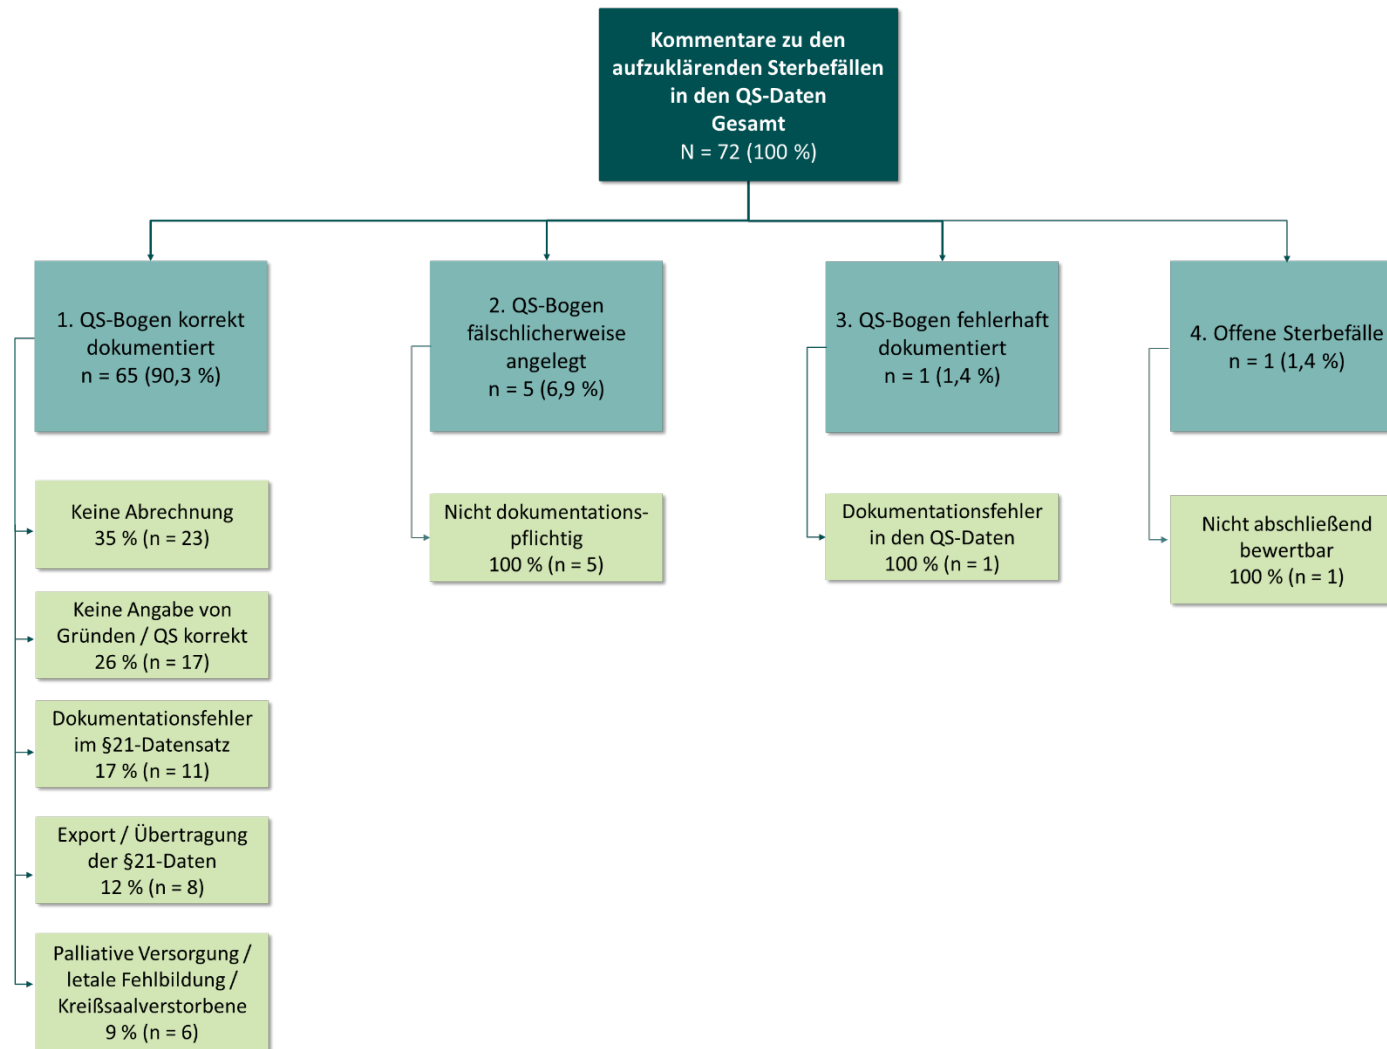 Kommentare zu den
aufzuklärenden Sterbefällen
in den QS-Daten
Gesamt
N = 72 (100 %)
1. QS-Bogen korrekt
dokumentiert
n = 65 (90,3 %)
2. QS-Bogen
fälschlicherweise
angelegt
n = 5 (6,9 %)
3. QS-Bogen fehlerhaft
dokumentiert
n = 1 (1,4 %)
4. Offene Sterbefälle
n = 1 (1,4 %)
Keine Abrechnung
35 % (n = 23)
Keine Angabe von
Gründen / QS korrekt
26 % (n = 17)
Dokumentationsfehler
im §21-Datensatz
17 % (n = 11)
Export / Übertragung
der §21-Daten
12 % (n = 8)
Palliative Versorgung /
letale Fehlbildung /
Kreißsaalverstorbene
9 % (n = 6)
Nicht dokumentations-
pflichtig
100 % (n = 5)
Dokumentationsfehler
in den QS-Daten
100 % (n = 1)
Nicht abschließend
bewertbar
100 % (n = 1)